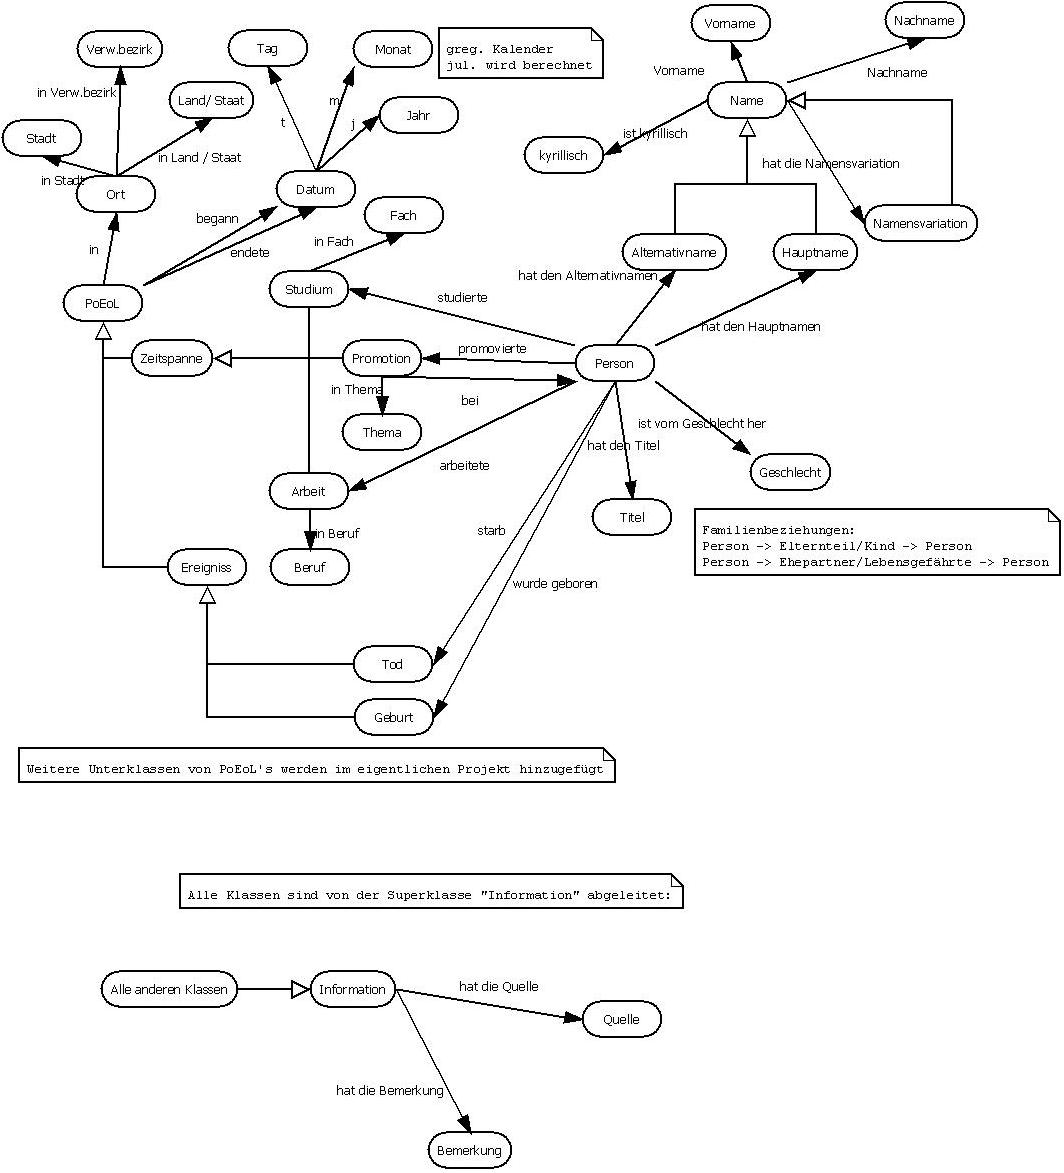 Vorname
Nachname
Verw.bezirk
Tag
Monat
greg. Kalender
jul. wird berechnet
Vorname
Nachname
in Verw.bezirk
Land/ Staat
m
Name
Jahr
t
j
ist kyrillisch
Stadt
in Land / Staat
kyrillisch
hat die Namensvariation
in Stadt
Ort
Datum
begann
Fach
Namensvariation
in
endete
in Fach
Alternativname
Hauptname
hat den Alternativnamen
PoEoL
Studium
studierte
hat den Hauptnamen
Zeitspanne
Promotion
promovierte
Person
in Thema
bei
ist vom Geschlecht her
Thema
hat den Titel
arbeitete
Geschlecht
Arbeit
Titel
in Beruf
starb
Familienbeziehungen:
Person -> Elternteil/Kind -> Person
Person -> Ehepartner/Lebensgefährte -> Person
Ereigniss
Beruf
wurde geboren
Tod
Geburt
Weitere Unterklassen von PoEoL's werden im eigentlichen Projekt hinzugefügt
Alle Klassen sind von der Superklasse "Information" abgeleitet:
Alle anderen Klassen
Information
hat die Quelle
Quelle
hat die Bemerkung
Bemerkung